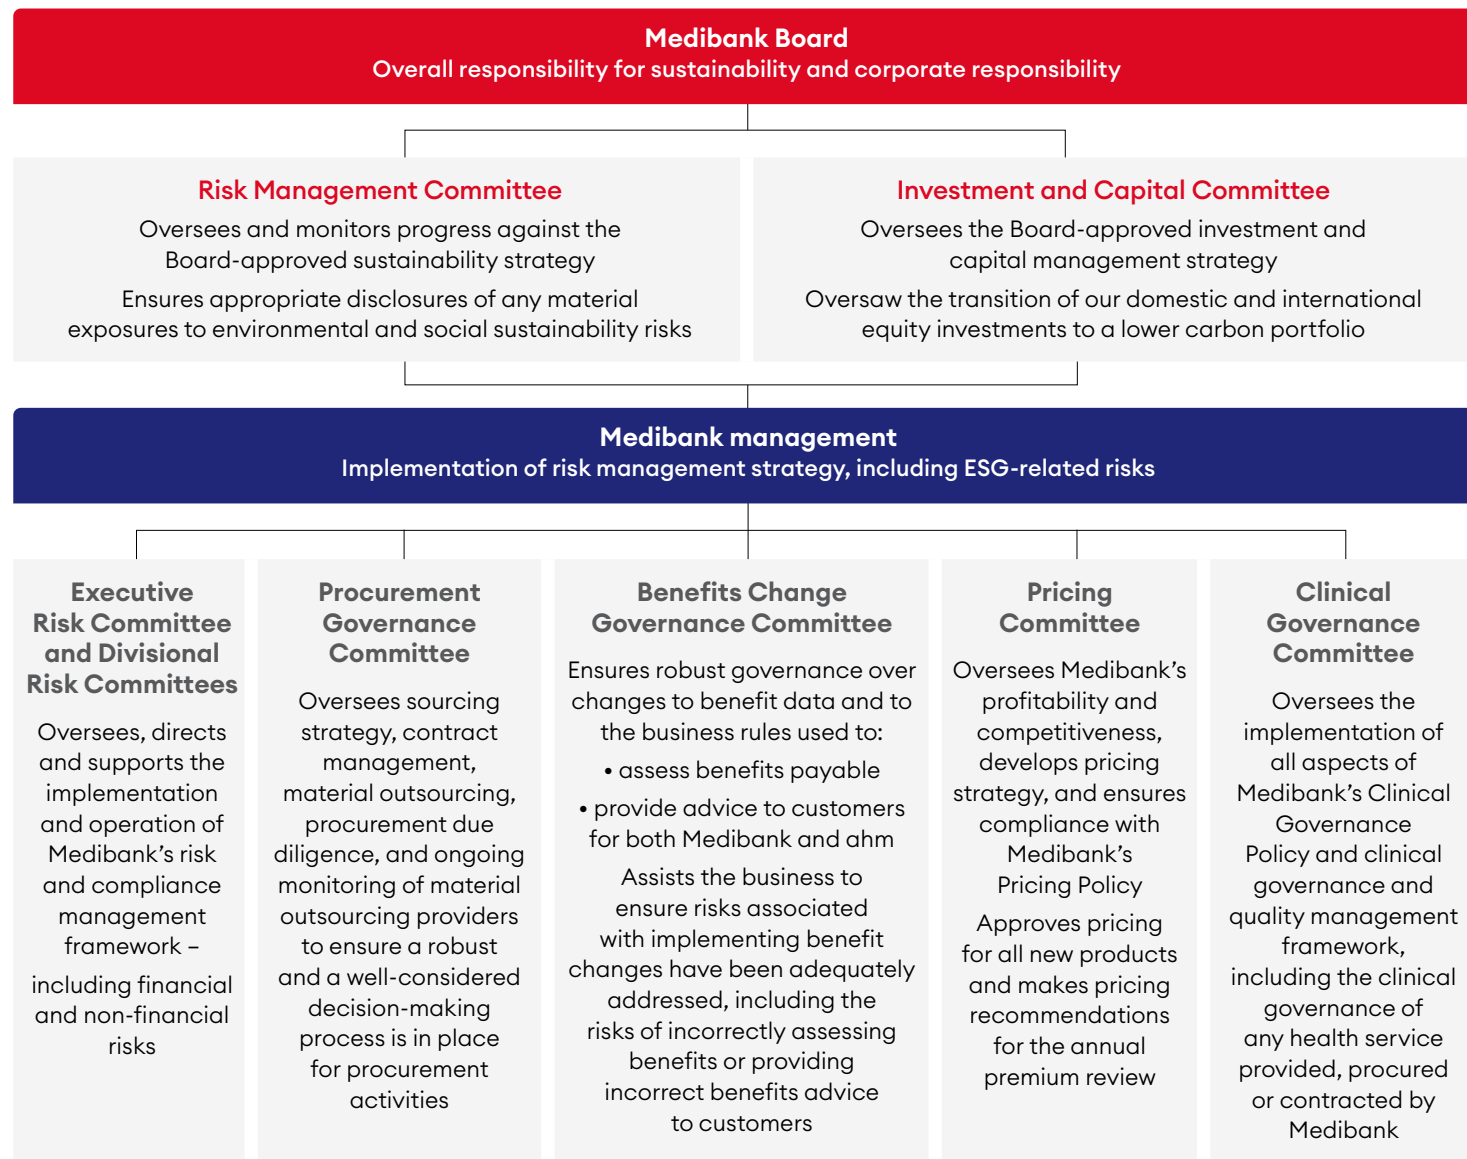 Medibank Board
Overall responsibility for sustainability and corporate responsibility
Risk Management Committee
Oversees and monitors progress against the
Board-approved sustainability strategy
Ensures appropriate disclosures of any material
exposures to environmental and social sustainability risks
Investment and Capital Committee
Oversees the Board-approved investment and
capital management strategy
Oversaw the transition of our domestic and international
equity investments to a lower carbon portfolio
Medibank management
Implementation of risk management strategy, including ESG-related risks
Executive
Risk Committee
and Divisional
Risk Committees
Oversees, directs
and supports the
implementation
and operation of
Medibank’s risk
and compliance
management
framework –
including financial
and non-financial
risks
Procurement
Governance
Committee
Oversees sourcing
strategy, contract
management,
material outsourcing,
procurement due
diligence, and ongoing
monitoring of material
outsourcing providers
to ensure a robust
and a well-considered
decision-making
process is in place
for procurement
activities
Benefits Change
Governance Committee
Ensures robust governance over
changes to benefit data and to
the business rules used to:
• assess benefits payable
• provide advice to customers
for both Medibank and ahm
Assists the business to
ensure risks associated
with implementing benefit
changes have been adequately
addressed, including the
risks of incorrectly assessing
benefits or providing
incorrect benefits advice
to customers
Pricing
Committee
Oversees Medibank’s
profitability and
competitiveness,
develops pricing
strategy, and ensures
compliance with
Medibank’s
Pricing Policy
Approves pricing
for all new products
and makes pricing
recommendations
for the annual
premium review
Clinical
Governance
Committee
Oversees the
implementation of
all aspects of
Medibank’s Clinical
Governance
Policy and clinical
governance and
quality management
framework,
including the clinical
governance of
any health service
provided, procured
or contracted by
Medibank